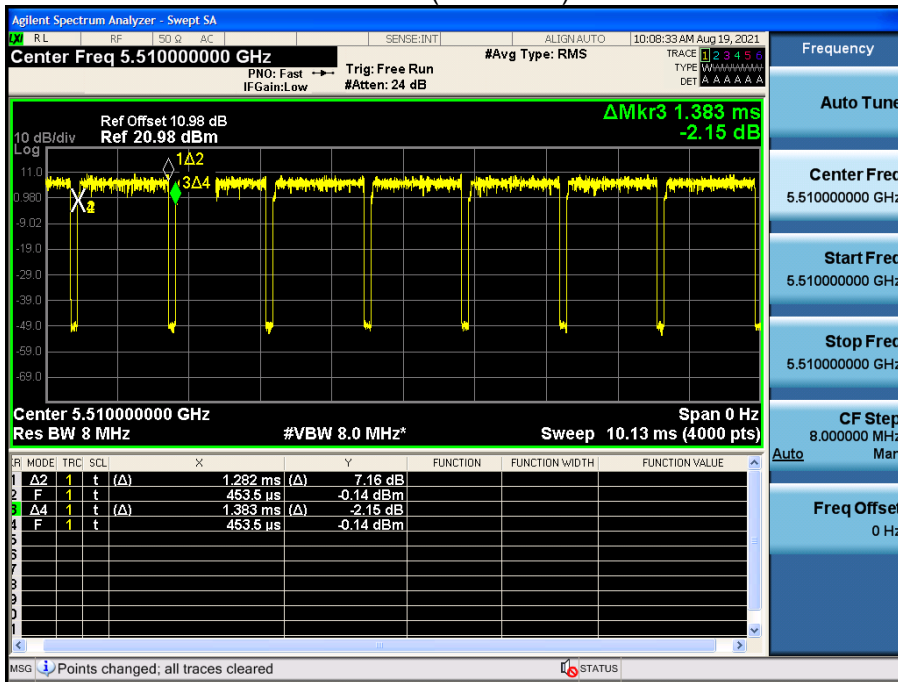 Agilent Spectrum Analyzer - Swept SA
LXI RL RF 50 Ω AC SENSE:INT ALIGN AUTO 10:08:33 AM Aug 19, 2021
Center Freq 5.510000000 GHz
PNO: Fast
IFGain:Low
Trig: Free Run
#Atten: 24 dB
#Avg Type: RMS
TRACE 1 2 3 4 5 6
TYPE WWWWWW
DET A A A A A A
Ref Offset 10.98 dB
10 dB/div Ref 20.98 dBm
Log
ΔMkr3 1.383 ms
-2.15 dB
1Δ2
3Δ4
11.0
0.980
-9.02
-19.0
-29.0
-39.0
-49.0
-59.0
-69.0
Center 5.510000000 GHz Span 0 Hz
Res BW 8 MHz #VBW 8.0 MHz* Sweep 10.13 ms (4000 pts)
MODE TRC SCL X Y FUNCTION FUNCTION WIDTH FUNCTION VALUE
1 Δ2 1 t (Δ) 1.282 ms (Δ) 7.16 dB
2 F 1 t 453.5 µs -0.14 dBm
3 Δ4 1 t (Δ) 1.383 ms (Δ) -2.15 dB
4 F 1 t 453.5 µs -0.14 dBm
5
6
7
8
9
0
1
MSG Points changed; all traces cleared STATUS
Frequency
Auto Tune
Center Freq
5.510000000 GHz
Start Freq
5.510000000 GHz
Stop Freq
5.510000000 GHz
CF Step
8.000000 MHz
Auto Man
Freq Offset
0 Hz